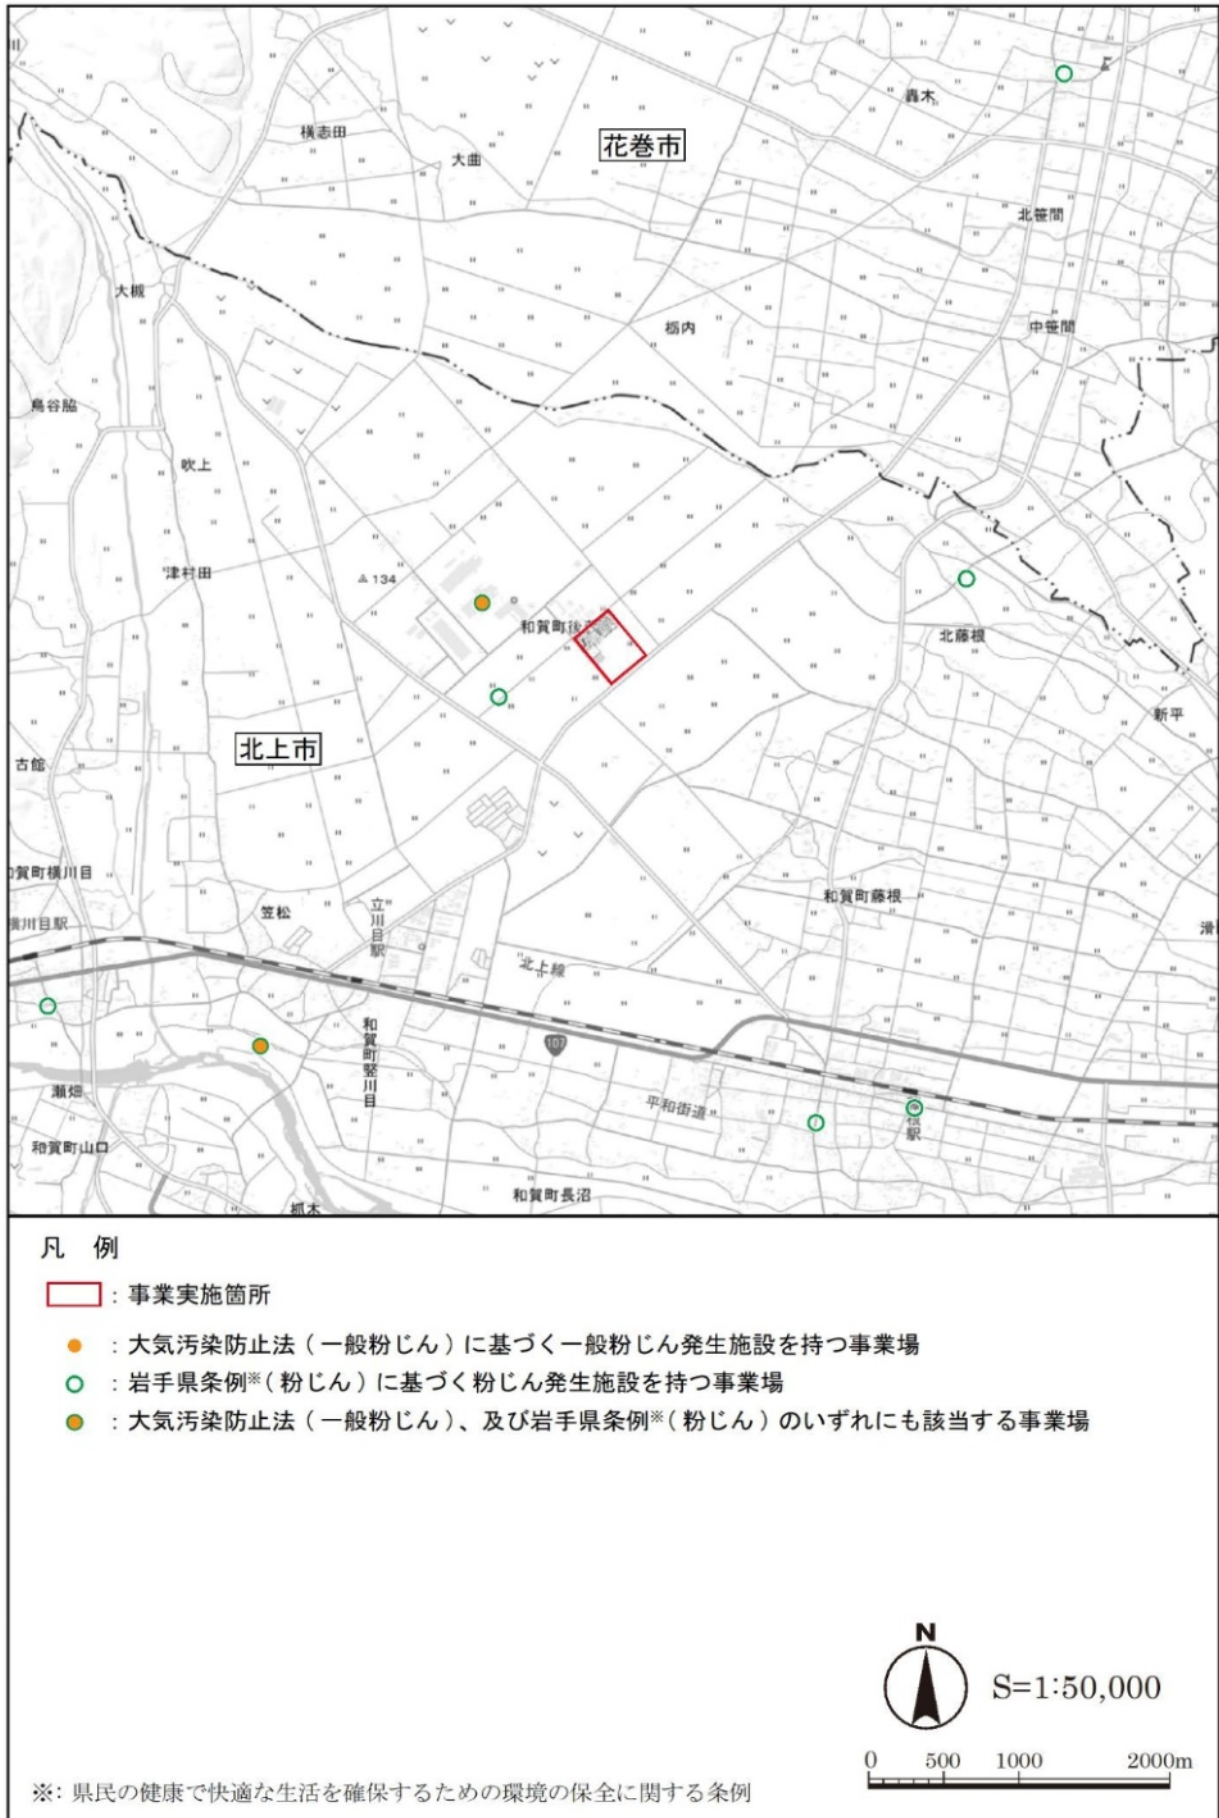 川
轟木
横志田
花巻市
大曲
北笹間
大槻
栃内
中笹間
鳥谷脇
吹上
津村田
134
和賀町後
北藤根
新平
北上市
古館
和賀町横川目
笠松
立川目駅
和賀町藤根
横川目駅
北上線
和賀町竪川目
107
瀬畑
平和街道
根駅
和賀町山口
和賀町長沼
凡 例
: 事業実施箇所
: 大気汚染防止法（一般粉じん）に基づく一般粉じん発生施設を持つ事業場
: 岩手県条例※（粉じん）に基づく粉じん発生施設を持つ事業場
: 大気汚染防止法（一般粉じん）、及び岩手県条例※（粉じん）のいずれにも該当する事業場
N
S=1:50,000
0 500 1000 2000m
※: 県民の健康で快適な生活を確保するための環境の保全に関する条例